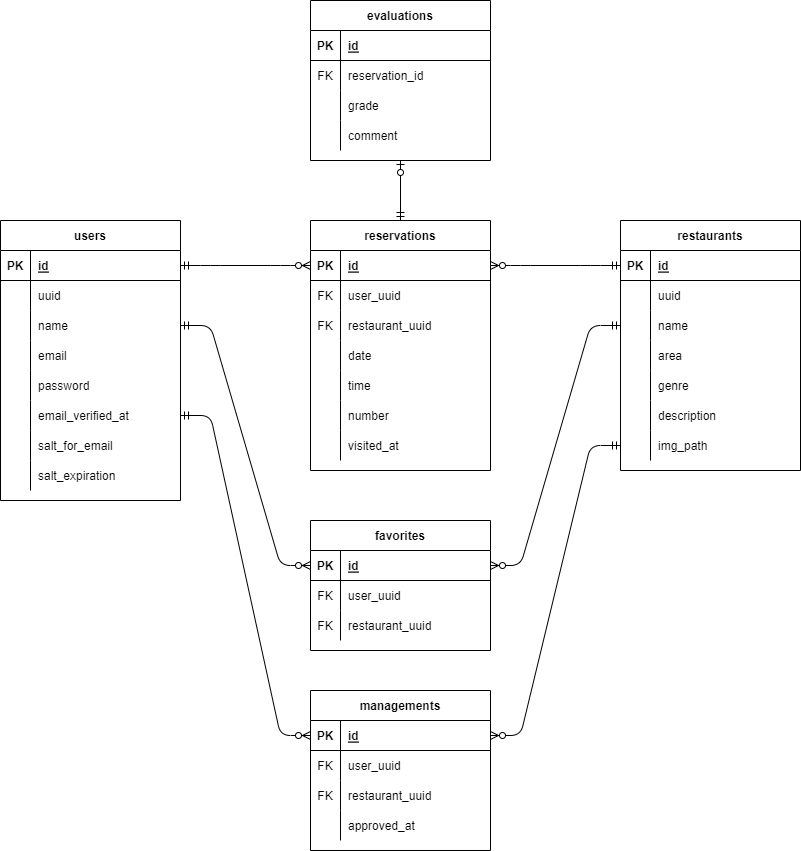 evaluations
PK id
FK reservation_id
grade
comment
users
PK id
uuid
name
email
password
email_verified_at
salt_for_email
salt_expiration
reservations
PK id
FK user_uuid
FK restaurant_uuid
date
time
number
visited_at
restaurants
PK id
uuid
name
area
genre
description
img_path
favorites
PK id
FK user_uuid
FK restaurant_uuid
managements
PK id
FK user_uuid
FK restaurant_uuid
approved_at